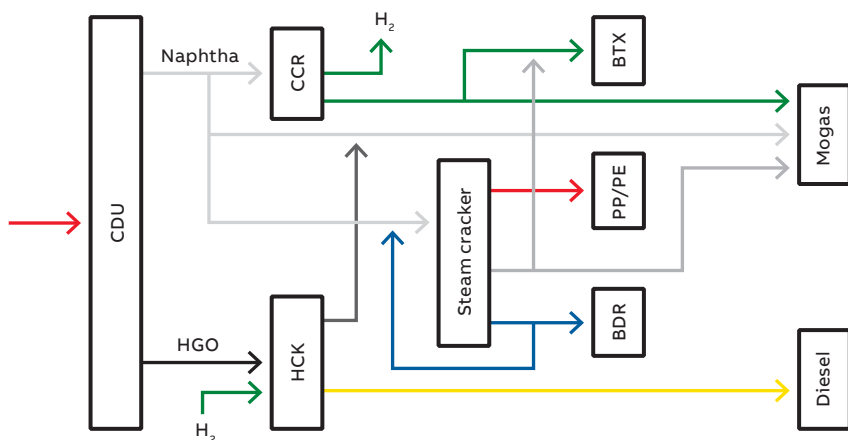 H₂
Naphtha
CCR
BTX
Mogas
CDU
Steam cracker
PP/PE
HGO
HCK
BDR
Diesel
H₂